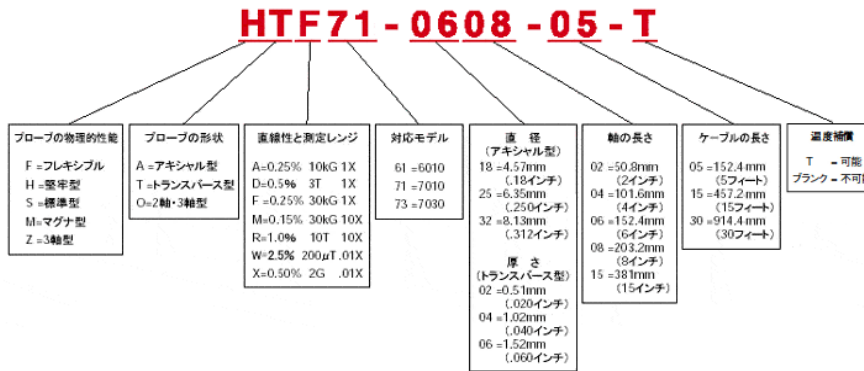 HTF71-0608-05-T
プローブの物理的性能
F =フレキシブル
H =堅牢型
S =標準型
M=マグナ型
Z =3軸型
プローブの形状
A =アキシャル型
T =トランスバース型
O=2軸・3軸型
直線性と測定レンジ
A=0.25% 10kG 1X
D=0.5% 3T 1X
F =0.25% 30kG 1X
M=0.15% 30kG 10X
R=1.0% 10T 10X
W=2.5% 200μT .01X
X=0.50% 2G .01X
対応モデル
61 =6010
71 =7010
73 =7030
直 径
(アキシャル型)
18 =4.57mm
(.18インチ)
25 =6.35mm
(.250インチ)
32 =8.13mm
(.312インチ)
厚 さ
(トランスバース型)
02 =0.51mm
(.020インチ)
04 =1.02mm
(.040インチ)
06 =1.52mm
(.060インチ)
軸の長さ
02 =50.8mm
(2インチ)
04 =101.6mm
(4インチ)
06 =152.4mm
(6インチ)
08 =203.2mm
(8インチ)
15 =381mm
(15インチ)
ケーブルの長さ
05 =152.4mm
(5フィート)
15 =457.2mm
(15フィート)
30 =914.4mm
(30フィート)
温度補償
T =可能
ブランク =不可能